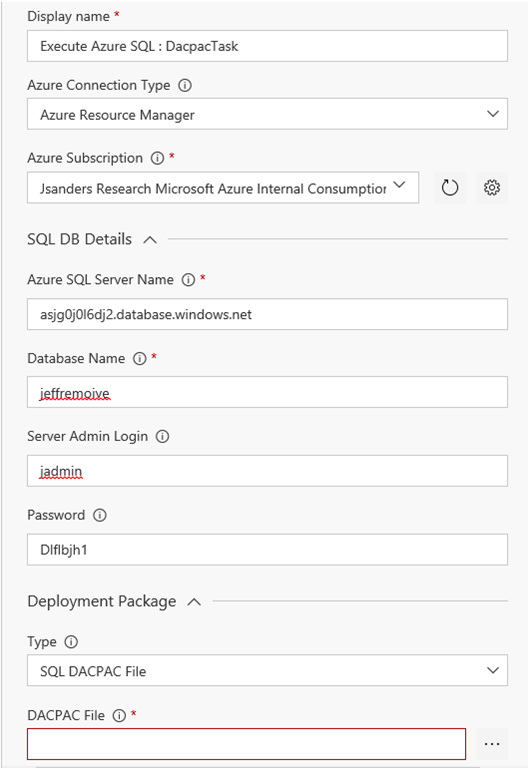 Display name *
Execute Azure SQL : DacpacTask
Azure Connection Type
Azure Resource Manager
Azure Subscription *
Jsanders Research Microsoft Azure Internal Consumption
SQL DB Details
Azure SQL Server Name *
asjg0j0l6dj2.database.windows.net
Database Name *
jeffremoive
Server Admin Login
jadmin
Password
Dlflbjh1
Deployment Package
Type
SQL DACPAC File
DACPAC File *
...